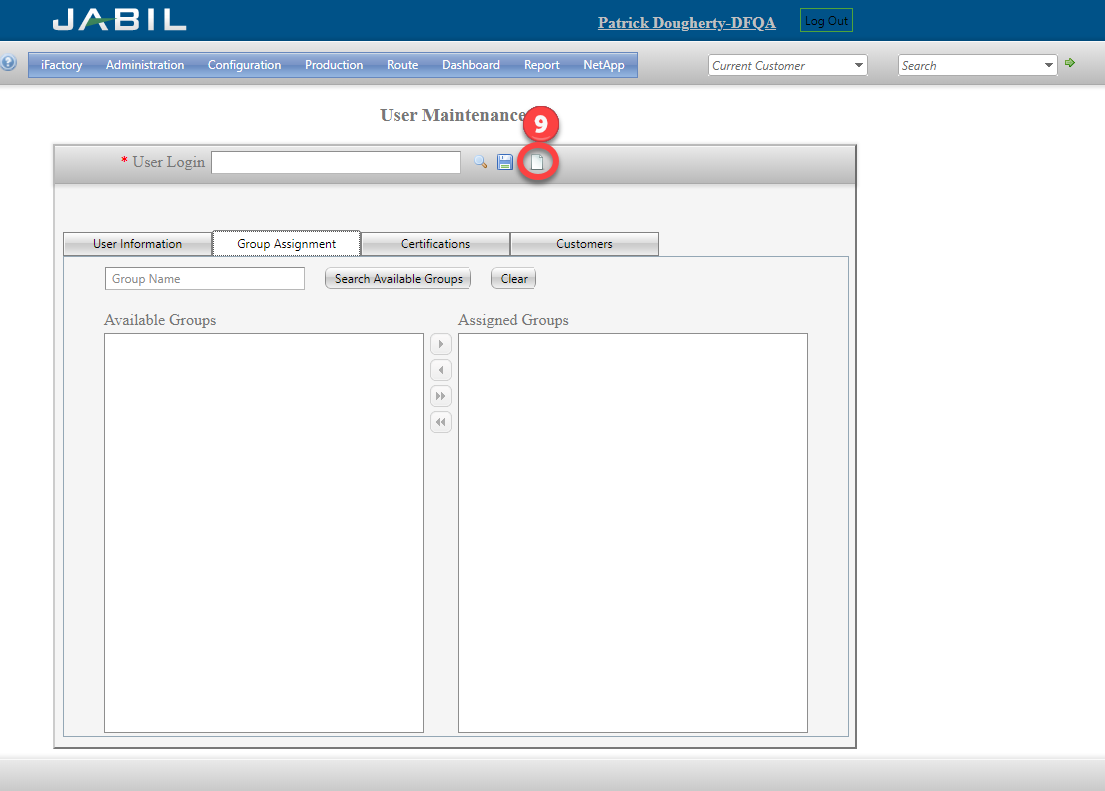 JABIL
Patrick Dougherty-DFQA
Log Out
iFactory Administration Configuration Production Route Dashboard Report NetApp
Current Customer
Search
User Maintenance
9
* User Login
User Information Group Assignment Certifications Customers
Group Name
Search Available Groups
Clear
Available Groups
Assigned Groups